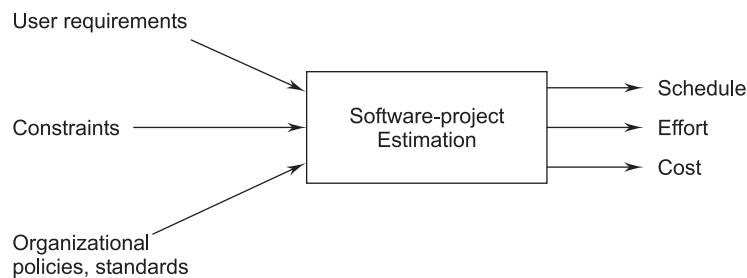 User requirements
Constraints
Organizational
policies, standards
Software-project
Estimation
Schedule
Effort
Cost